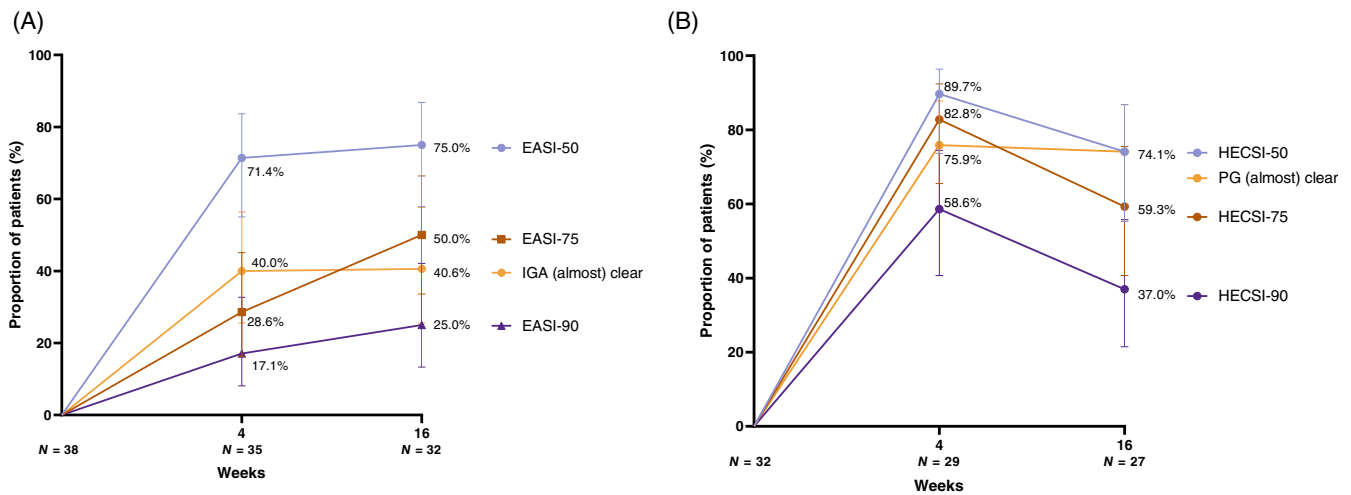 (A)
Proportion of patients (%)
100
80
60
40
20
0
71.4%
40.0%
28.6%
17.1%
75.0%
50.0%
40.6%
25.0%
EASI-50
EASI-75
IGA (almost) clear
EASI-90
4
16
N = 38
N = 35
N = 32
Weeks
(B)
Proportion of patients (%)
100
80
60
40
20
0
89.7%
82.8%
75.9%
58.6%
74.1%
59.3%
37.0%
HECSI-50
PG (almost) clear
HECSI-75
HECSI-90
4
16
N = 32
N = 29
N = 27
Weeks